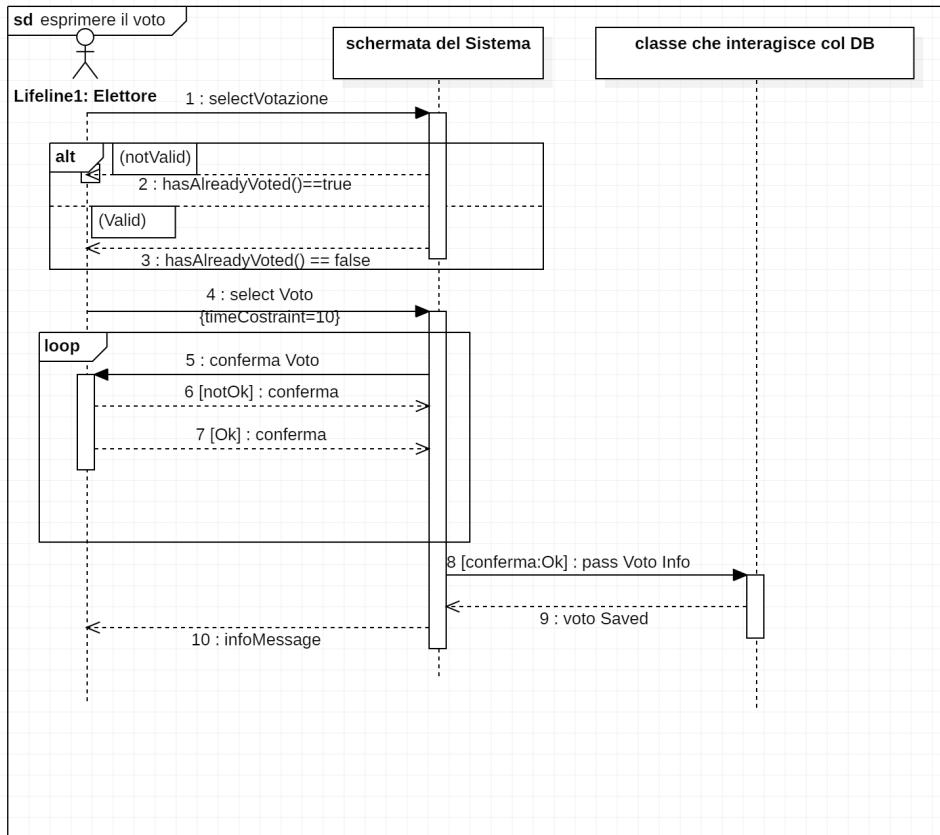 sd esprimere il voto
schermata del Sistema
classe che interagisce col DB
Lifeline1: Elettore
1 : selectVotazione
alt
(notValid)
2 : hasAlreadyVoted()==true
(Valid)
3 : hasAlreadyVoted() == false
4 : select Voto
{timeCostraint=10}
loop
5 : conferma Voto
6 [notOk] : conferma
7 [Ok] : conferma
8 [conferma:Ok] : pass Voto Info
9 : voto Saved
10 : infoMessage